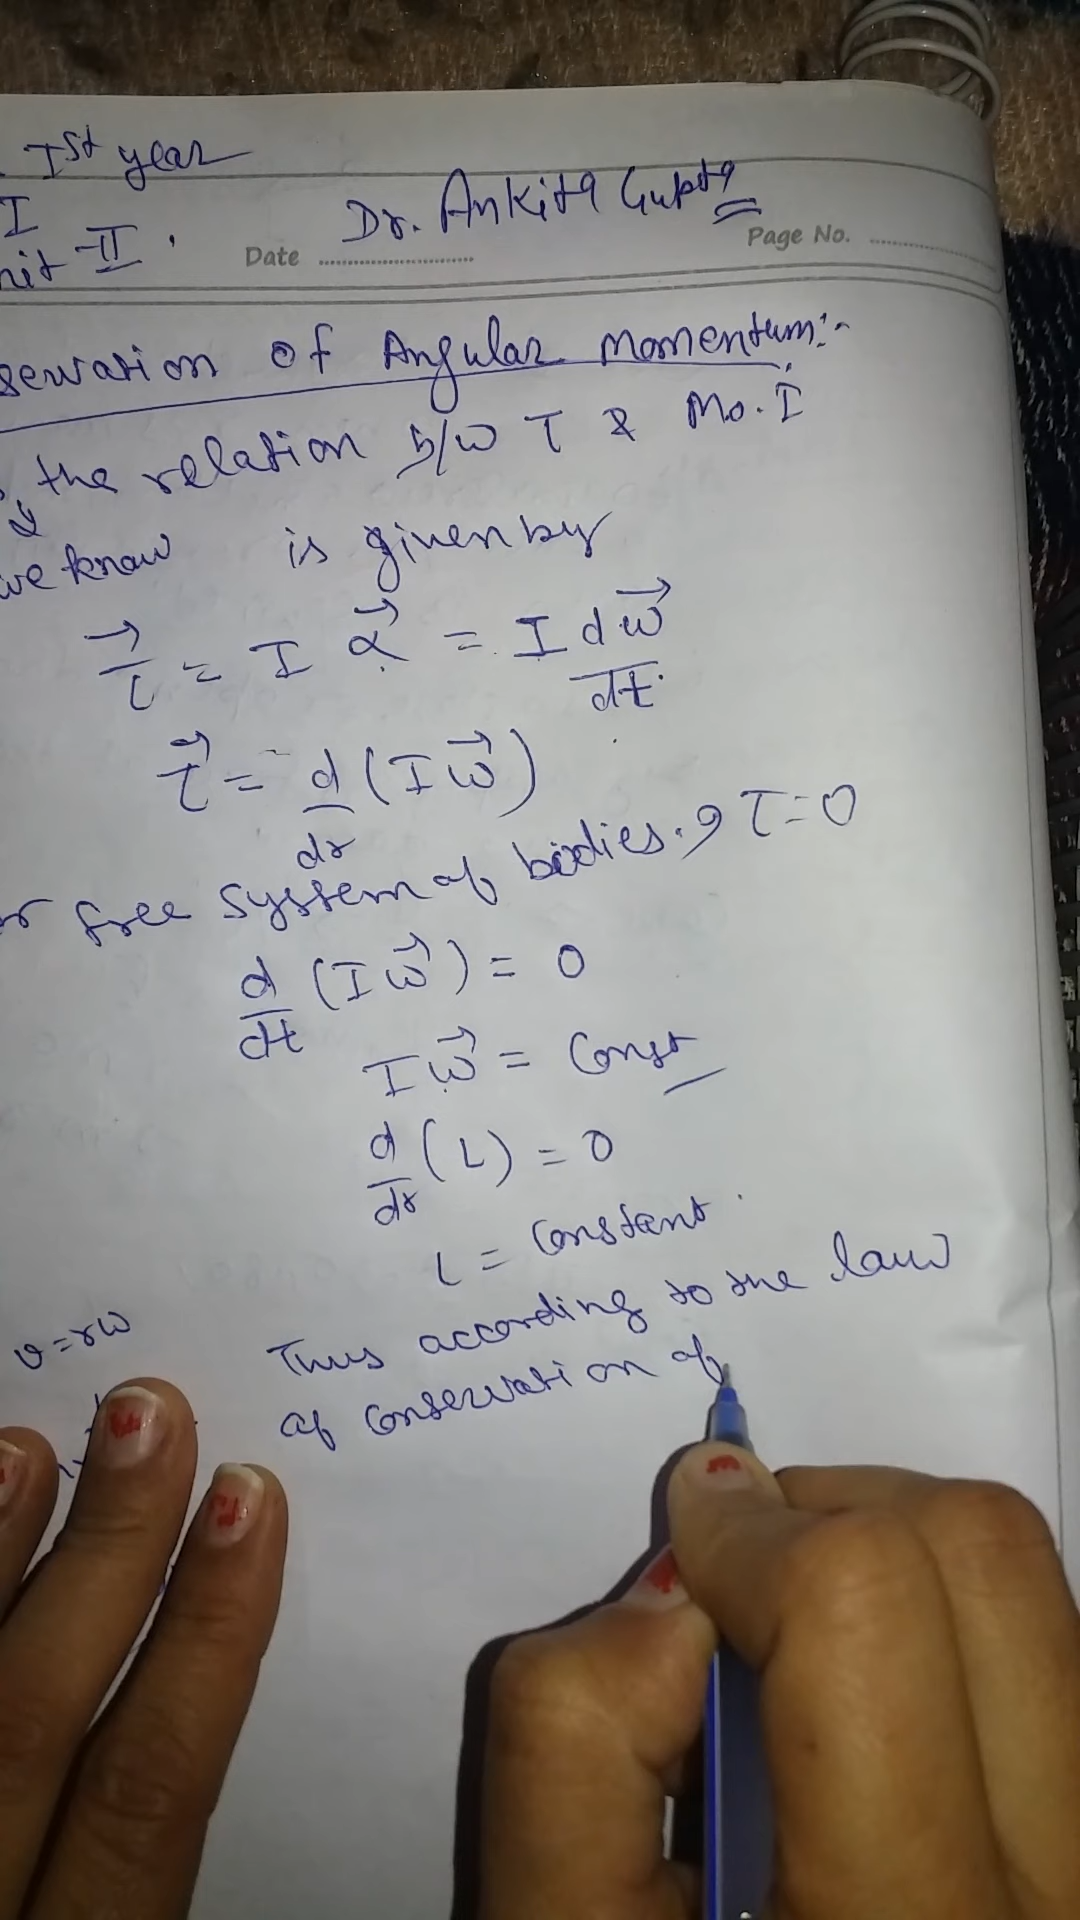 Ist year
I
nit -II .
Dr. Ankita Gupta
Date
Page No.
servation of Angular Momentum:-
the relation b/w τ & Mo.I
we know is given by
τ⃗ = I α⃗ = I dω⃗/dt
τ⃗ = d/dt (Iω⃗)
r free system of bodies, τ=0
d/dt (Iω⃗) = 0
Iω⃗ = Const
d/dt (L) = 0
L = Constant.
v=rω
Thus according to the law
of conservation of